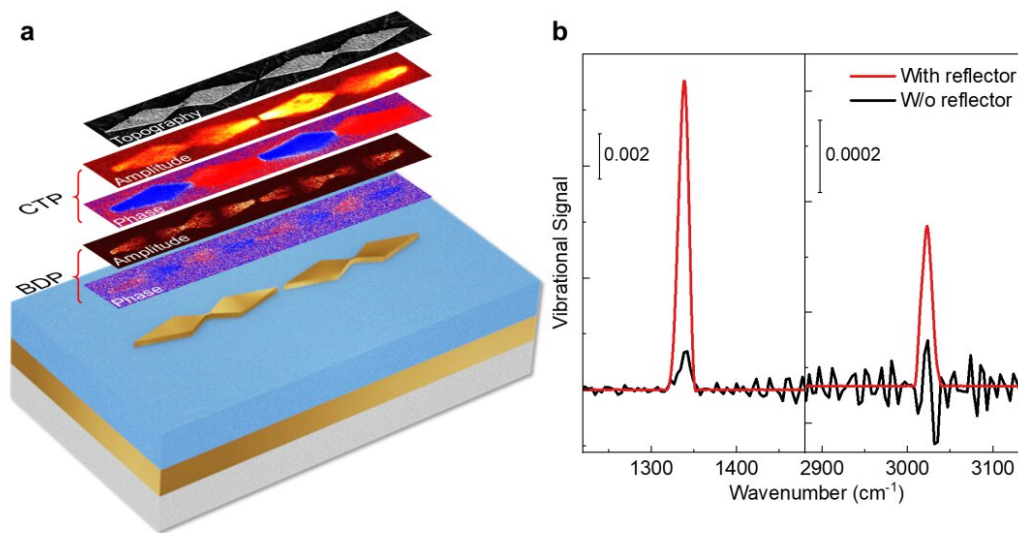 a
Topography
Amplitude
Phase
CTP
Amplitude
Phase
BDP
b
With reflector
W/o reflector
0.002
0.0002
Vibrational Signal
1300 1400 2900 3000 3100
Wavenumber (cm⁻¹)